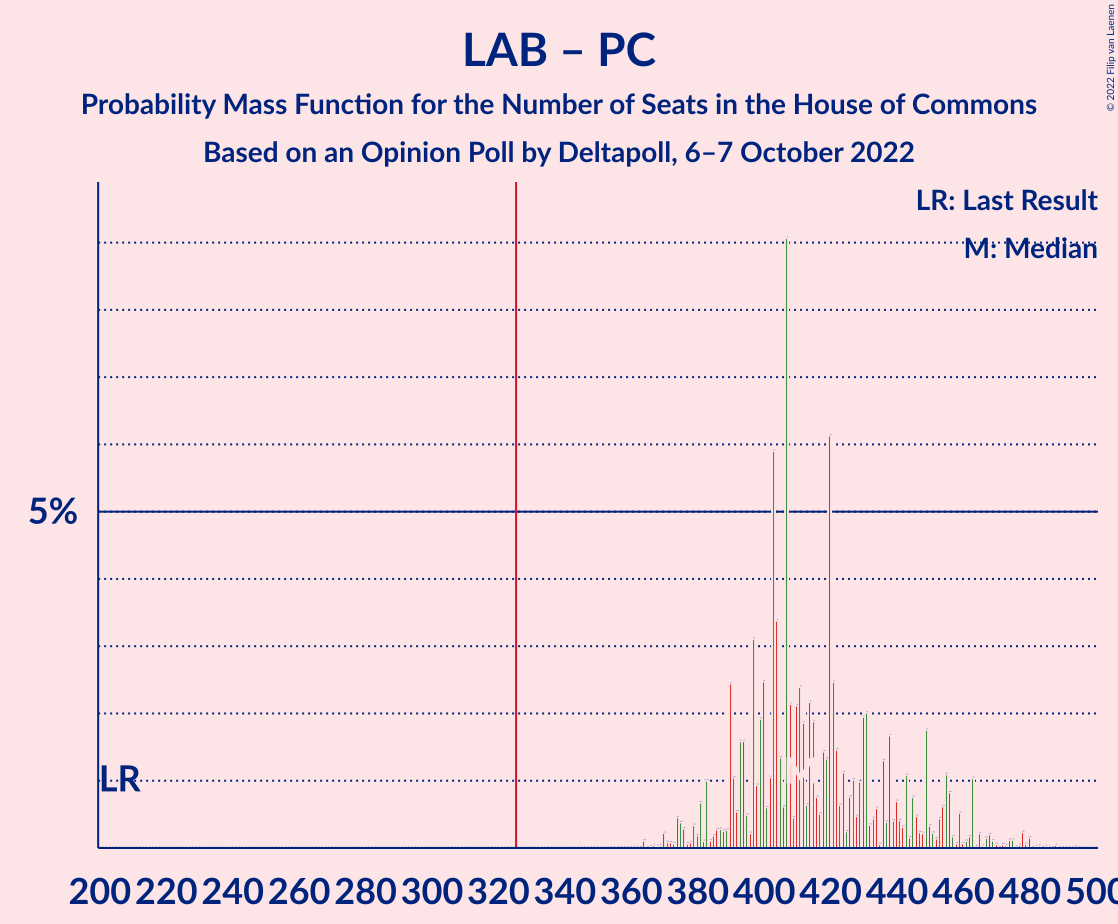 LAB – PC
Probability Mass Function for the Number of Seats in the House of Commons
Based on an Opinion Poll by Deltapoll, 6–7 October 2022
© 2022 Filip van Laenen
LR: Last Result
M: Median
5%
LR
200 220 240 260 280 300 320 340 360 380 400 420 440 460 480 500